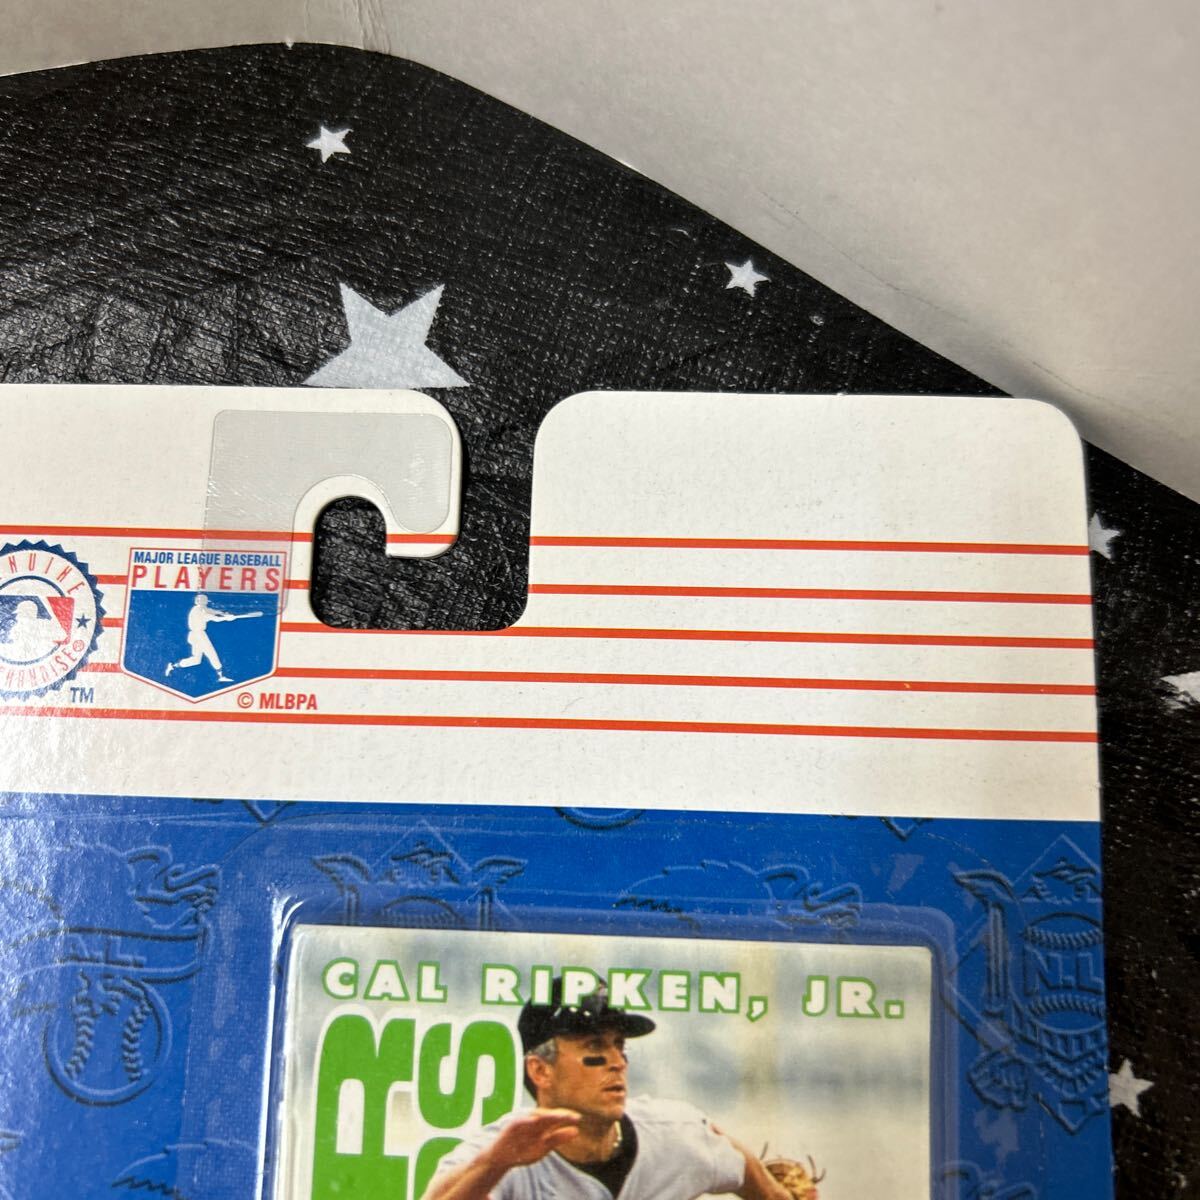 MAJOR LEAGUE BASEBALL
PLAYERS
TM
© MLBPA
N.L
CAL RIPKEN, JR.